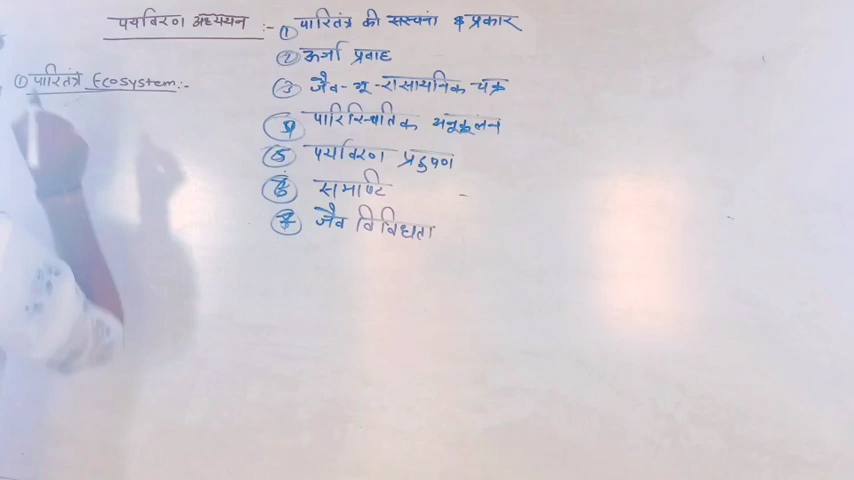 पर्यावरण अध्ययन :- ① पारितंत्र की संरचना व प्रकार
② ऊर्जा प्रवाह
③ जैव-भू-रासायनिक चक्र
① पारितंत्र Ecosystem:-
④ पारिस्थितिक अनुकूलन
⑤ पर्यावरण प्रदुषण
⑥ समष्टि
⑦ जैव विविधता